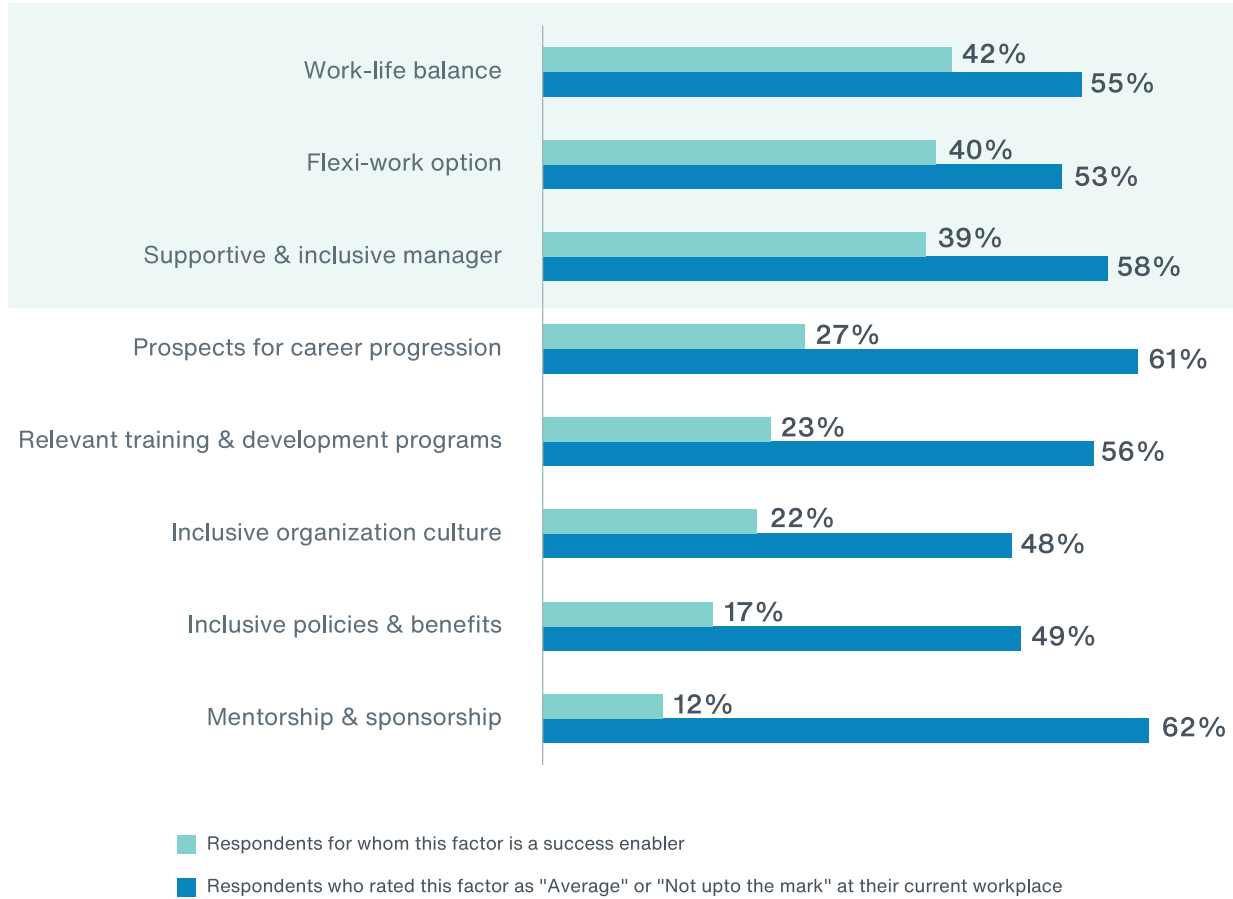 Work-life balance
42%
55%
Flexi-work option
40%
53%
Supportive & inclusive manager
39%
58%
Prospects for career progression
27%
61%
Relevant training & development programs
23%
56%
Inclusive organization culture
22%
48%
Inclusive policies & benefits
17%
49%
Mentorship & sponsorship
12%
62%
Respondents for whom this factor is a success enabler
Respondents who rated this factor as "Average" or "Not upto the mark" at their current workplace